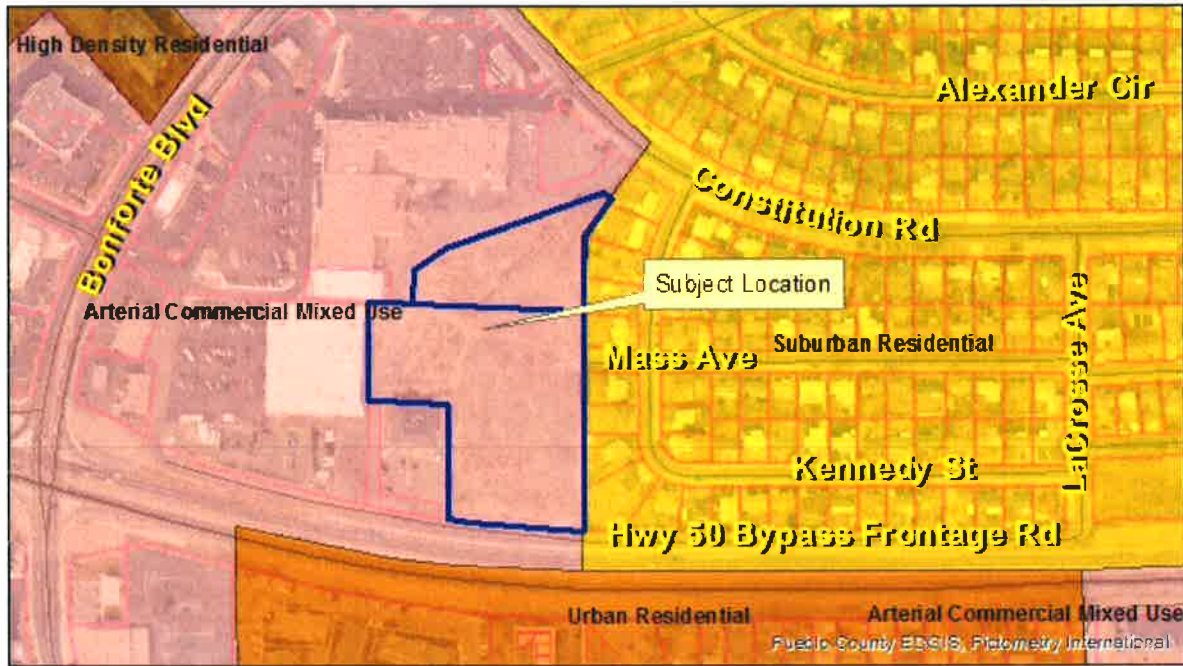 High Density Residential
Alexander Cir
Bonforte Blvd
Constitution Rd
Subject Location
Arterial Commercial Mixed Use
Mass Ave
Suburban Residential
LaCrosse Ave
Kennedy St
Hwy 50 Bypass Frontage Rd
Urban Residential
Arterial Commercial Mixed Use
Pueblo County EDGIS, Pictometry International